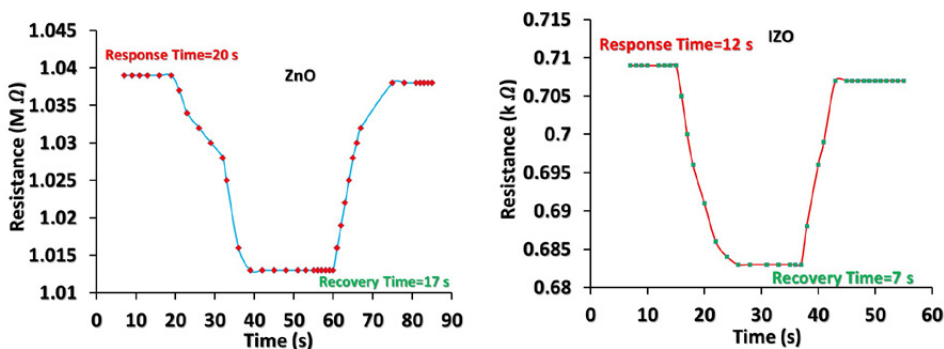 1.045
1.04
1.035
1.03
1.025
1.02
1.015
1.01
Resistance (M Ω)
Response Time=20 s
ZnO
Recovery Time=17 s
0 10 20 30 40 50 60 70 80 90
Time (s)
0.715
0.71
0.705
0.7
0.695
0.69
0.685
0.68
Resistance (k Ω)
IZO
Response Time=12 s
Recovery Time=7 s
0 10 20 30 40 50 60
Time (s)